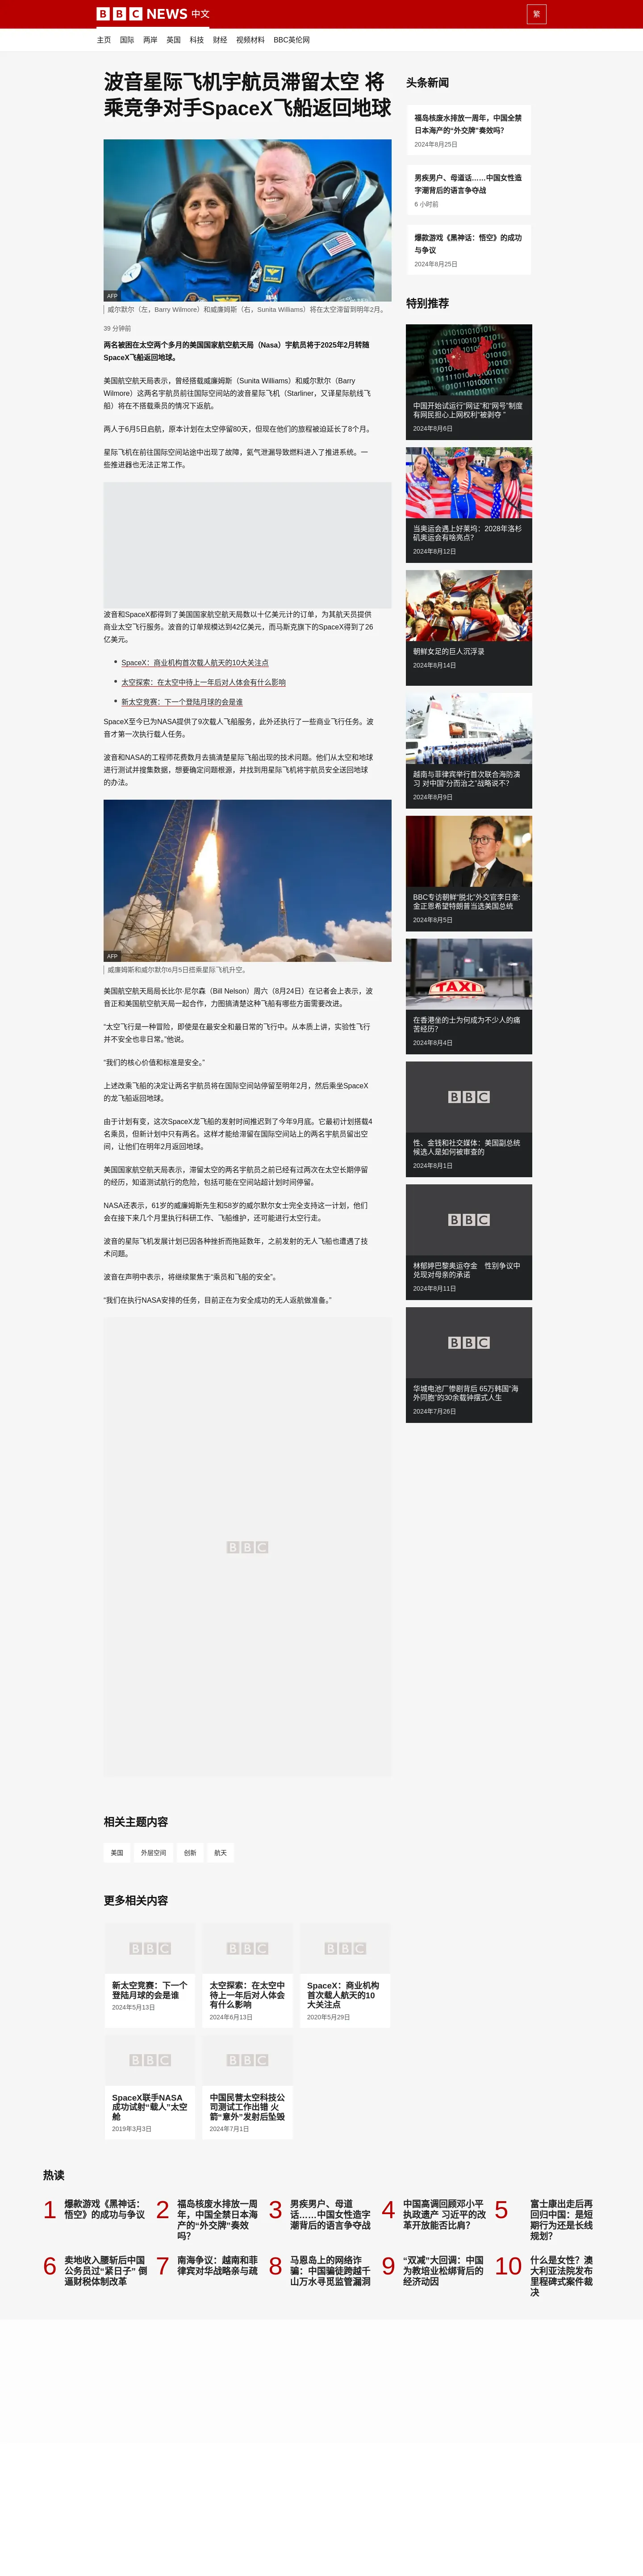 BBC NEWS 中文
繁
主页 国际 两岸 英国 科技 财经 视频材料 BBC英伦网
波音星际飞机宇航员滞留太空 将
乘竞争对手SpaceX飞船返回地球
AFP
威尔默尔（左，Barry Wilmore）和威廉姆斯（右，Sunita Williams）将在太空滞留到明年2月。
39 分钟前
两名被困在太空两个多月的美国国家航空航天局（Nasa）宇航员将于2025年2月转随
SpaceX飞船返回地球。
美国航空航天局表示，曾经搭载威廉姆斯（Sunita Williams）和威尔默尔（Barry
Wilmore）这两名宇航员前往国际空间站的波音星际飞机（Starliner，又译星际航线飞
船）将在不搭载乘员的情况下返航。
两人于6月5日启航，原本计划在太空停留80天，但现在他们的旅程被迫延长了8个月。
星际飞机在前往国际空间站途中出现了故障，氦气泄漏导致燃料进入了推进系统。一
些推进器也无法正常工作。
波音和SpaceX都得到了美国国家航空航天局数以十亿美元计的订单，为其航天员提供
商业太空飞行服务。波音的订单规模达到42亿美元，而马斯克旗下的SpaceX得到了26
亿美元。
SpaceX：商业机构首次载人航天的10大关注点
太空探索：在太空中待上一年后对人体会有什么影响
新太空竞赛：下一个登陆月球的会是谁
SpaceX至今已为NASA提供了9次载人飞船服务，此外还执行了一些商业飞行任务。波
音才第一次执行载人任务。
波音和NASA的工程师花费数月去搞清楚星际飞船出现的技术问题。他们从太空和地球
进行测试并搜集数据，想要确定问题根源，并找到用星际飞机将宇航员安全送回地球
的办法。
AFP
威廉姆斯和威尔默尔6月5日搭乘星际飞机升空。
美国航空航天局局长比尔·尼尔森（Bill Nelson）周六（8月24日）在记者会上表示，波
音正和美国航空航天局一起合作，力图搞清楚这种飞船有哪些方面需要改进。
“太空飞行是一种冒险，即使是在最安全和最日常的飞行中。从本质上讲，实验性飞行
并不安全也非日常。”他说。
“我们的核心价值和标准是安全。”
上述改乘飞船的决定让两名宇航员将在国际空间站停留至明年2月，然后乘坐SpaceX
的龙飞船返回地球。
由于计划有变，这次SpaceX龙飞船的发射时间推迟到了今年9月底。它最初计划搭载4
名乘员，但新计划中只有两名。这样才能给滞留在国际空间站上的两名宇航员留出空
间，让他们在明年2月返回地球。
美国国家航空航天局表示，滞留太空的两名宇航员之前已经有过两次在太空长期停留
的经历，知道测试航行的危险，包括可能在空间站超计划时间停留。
NASA还表示，61岁的威廉姆斯先生和58岁的威尔默尔女士完全支持这一计划，他们
会在接下来几个月里执行科研工作、飞船维护，还可能进行太空行走。
波音的星际飞机发展计划已因各种挫折而拖延数年，之前发射的无人飞船也遭遇了技
术问题。
波音在声明中表示，将继续聚焦于“乘员和飞船的安全”。
“我们在执行NASA安排的任务，目前正在为安全成功的无人返航做准备。”
BBC
相关主题内容
美国 外层空间 创新 航天
更多相关内容
BBC
新太空竞赛：下一个
登陆月球的会是谁
2024年5月13日
BBC
太空探索：在太空中
待上一年后对人体会
有什么影响
2024年6月13日
BBC
SpaceX：商业机构
首次载人航天的10
大关注点
2020年5月29日
BBC
SpaceX联手NASA
成功试射“载人”太空
舱
2019年3月3日
BBC
中国民营太空科技公
司测试工作出错 火
箭“意外”发射后坠毁
2024年7月1日
头条新闻
福岛核废水排放一周年，中国全禁
日本海产的“外交牌”奏效吗？
2024年8月25日
男疾男户、母道话……中国女性造
字潮背后的语言争夺战
6 小时前
爆款游戏《黑神话：悟空》的成功
与争议
2024年8月25日
特别推荐
中国开始试运行“网证”和“网号”制度
有网民担心上网权利“被剥夺 ”
2024年8月6日
当奥运会遇上好莱坞：2028年洛杉
矶奥运会有啥亮点？
2024年8月12日
朝鲜女足的巨人沉浮录
2024年8月14日
越南与菲律宾举行首次联合海防演
习 对中国“分而治之”战略说不？
2024年8月9日
BBC专访朝鲜“脱北”外交官李日奎:
金正恩希望特朗普当选美国总统
2024年8月5日
TAXI
在香港坐的士为何成为不少人的痛
苦经历？
2024年8月4日
BBC
性、金钱和社交媒体：美国副总统
候选人是如何被审查的
2024年8月1日
BBC
林郁婷巴黎奥运夺金　性别争议中
兑现对母亲的承诺
2024年8月11日
BBC
华城电池厂惨剧背后 65万韩国“海
外同胞”的30余载钟摆式人生
2024年7月26日
热读
1 爆款游戏《黑神话：
悟空》的成功与争议
2 福岛核废水排放一周
年，中国全禁日本海
产的“外交牌”奏效
吗？
3 男疾男户、母道
话……中国女性造字
潮背后的语言争夺战
4 中国高调回顾邓小平
执政遗产 习近平的改
革开放能否比肩？
5 富士康出走后再
回归中国：是短
期行为还是长线
规划？
6 卖地收入腰斩后中国
公务员过“紧日子” 倒
逼财税体制改革
7 南海争议：越南和菲
律宾对华战略亲与疏
8 马恩岛上的网络诈
骗：中国骗徒跨越千
山万水寻觅监管漏洞
9 “双减”大回调：中国
为教培业松绑背后的
经济动因
10 什么是女性？澳
大利亚法院发布
里程碑式案件裁
决